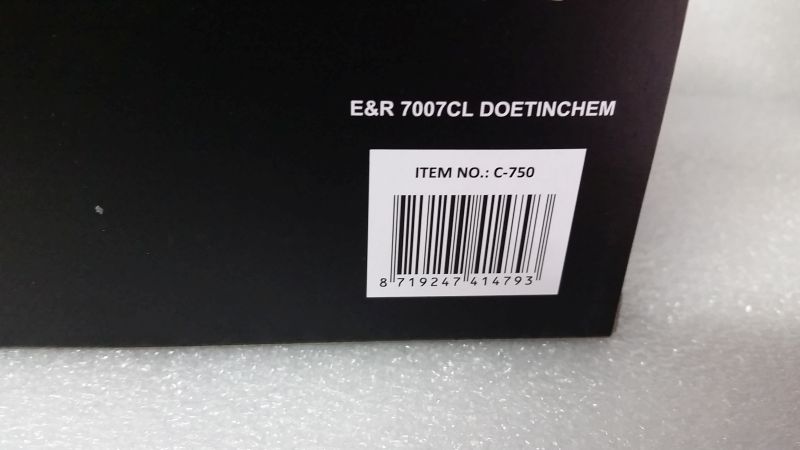 E&R 7007CL DOETINCHEM
ITEM NO.: C-750
8 719247 414793